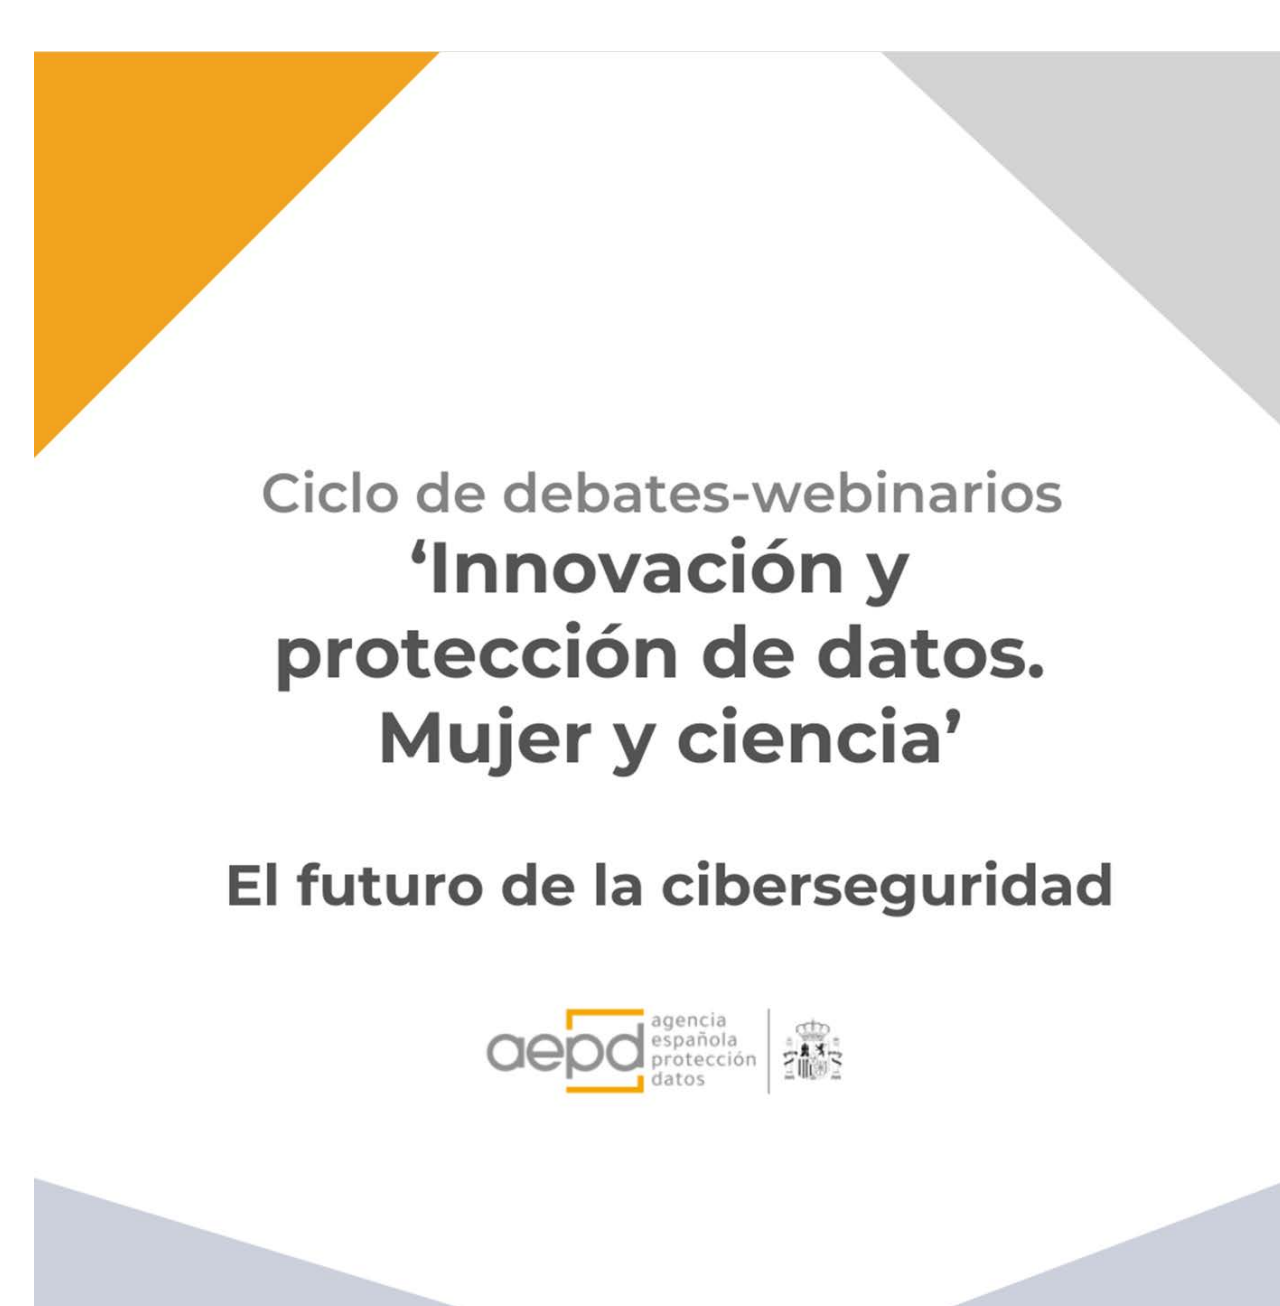 Ciclo de debates-webinarios
‘Innovación y
protección de datos.
Mujer y ciencia’
El futuro de la ciberseguridad
aepd
agencia
española
protección
datos